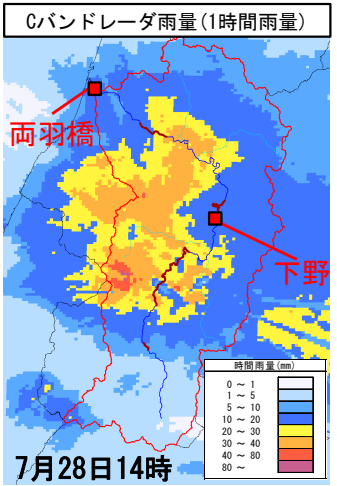 Cバンドレーダ雨量(1時間雨量)
両羽橋
下野
時間雨量(mm)
0 ～ 1
1 ～ 5
5 ～ 10
10 ～ 20
20 ～ 30
30 ～ 40
40 ～ 80
80 ～
7月28日14時